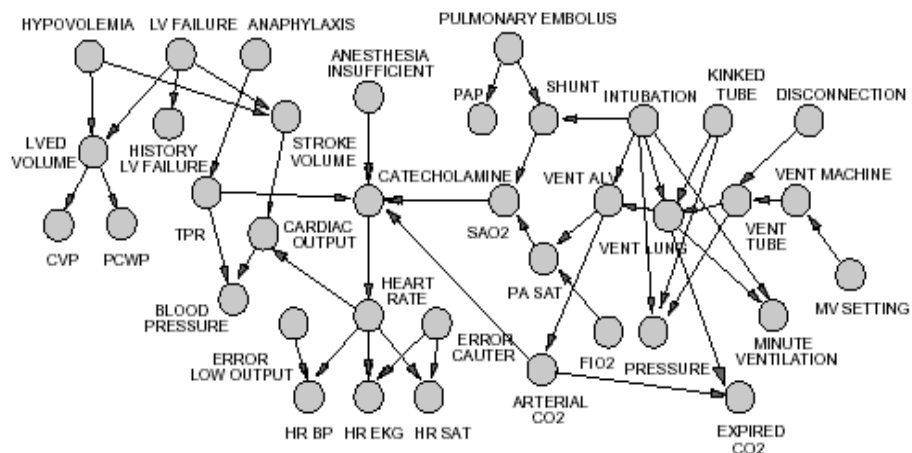 HYPOVOLEMIA
LV FAILURE
ANAPHYLAXIS
PULMONARY EMBOLUS
ANESTHESIA
INSUFFICIENT
PAP
SHUNT
INTUBATION
KINKED
TUBE
DISCONNECTION
LVED
VOLUME
HISTORY
LV FAILURE
STROKE
VOLUME
CATECHOLAMINE
VENT ALV
VENT MACHINE
TPR
CARDIAC
OUTPUT
SAO2
VENT LUNG
VENT
TUBE
CVP
PCWP
PA SAT
BLOOD
PRESSURE
HEART
RATE
MV SETTING
ERROR
LOW OUTPUT
ERROR
CAUTER
FIO2
PRESSURE
MINUTE
VENTILATION
HR BP
HR EKG
HR SAT
ARTERIAL
CO2
EXPIRED
CO2